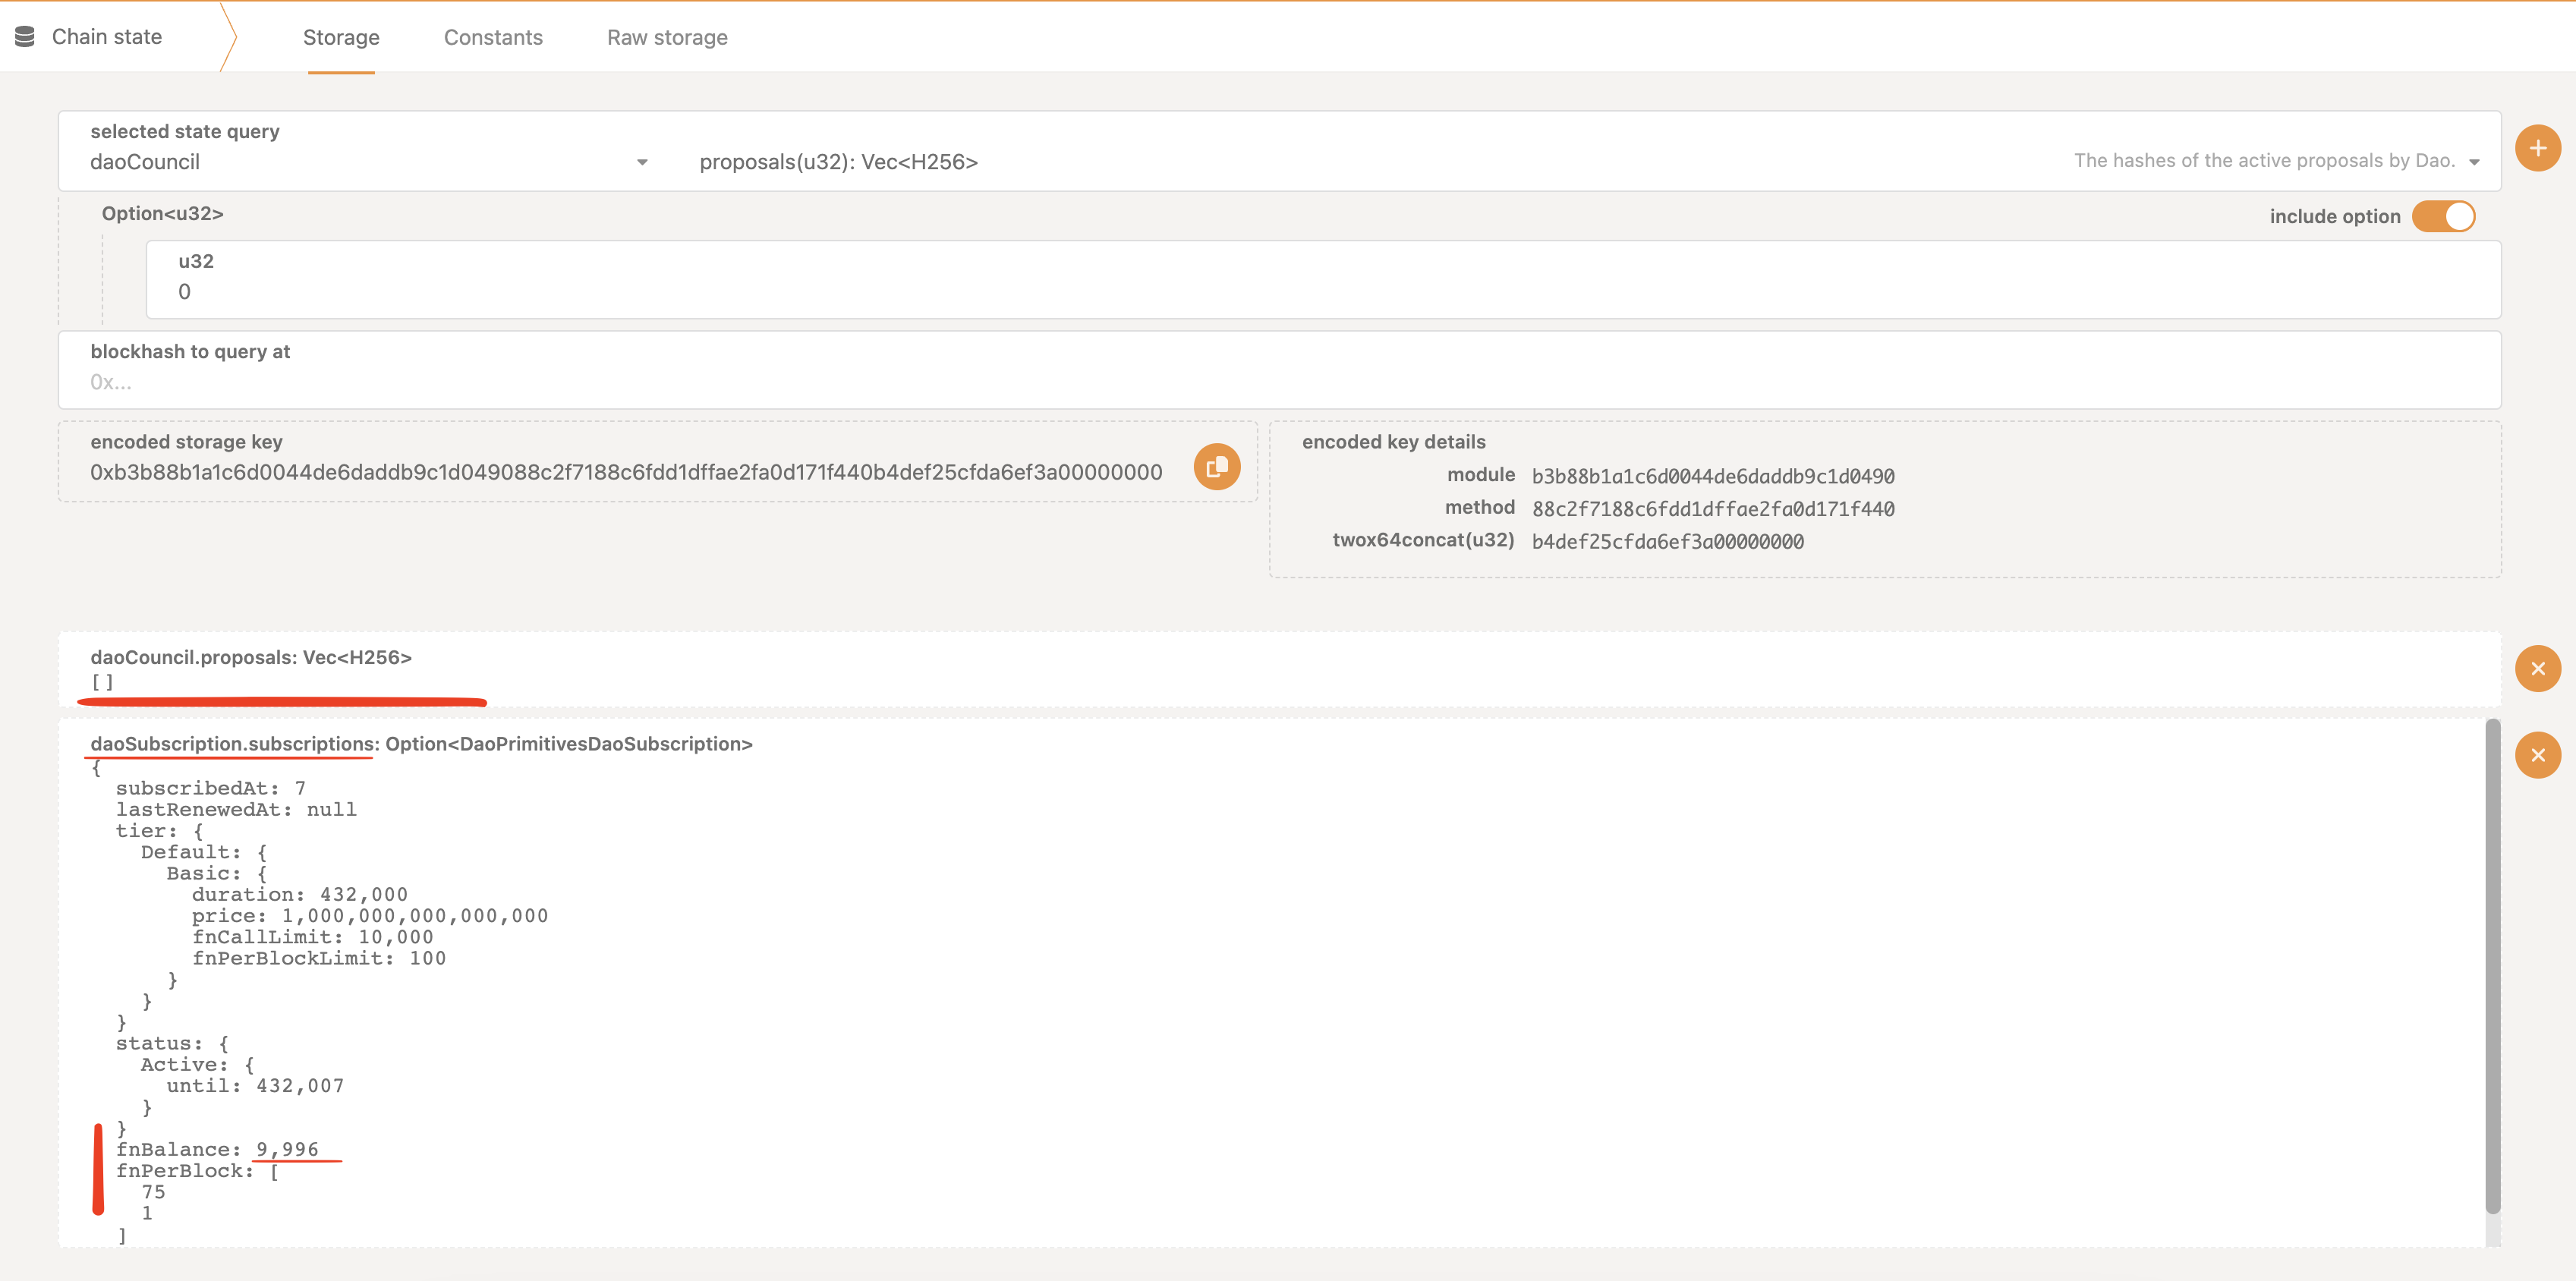 Chain state
Storage
Constants
Raw storage
selected state query
daoCouncil
proposals(u32): Vec<H256>
The hashes of the active proposals by Dao.
Option<u32>
include option
u32
0
blockhash to query at
0x...
encoded storage key
0xb3b88b1a1c6d0044de6daddb9c1d049088c2f7188c6fdd1dffae2fa0d171f440b4def25cfda6ef3a00000000
encoded key details
module b3b88b1a1c6d0044de6daddb9c1d0490
method 88c2f7188c6fdd1dffae2fa0d171f440
twox64concat(u32) b4def25cfda6ef3a00000000
daoCouncil.proposals: Vec<H256>
[]
daoSubscription.subscriptions: Option<DaoPrimitivesDaoSubscription>
{
subscribedAt: 7
lastRenewedAt: null
tier: {
Default: {
Basic: {
duration: 432,000
price: 1,000,000,000,000,000
fnCallLimit: 10,000
fnPerBlockLimit: 100
}
}
}
status: {
Active: {
until: 432,007
}
}
fnBalance: 9,996
fnPerBlock: [
75
1
]